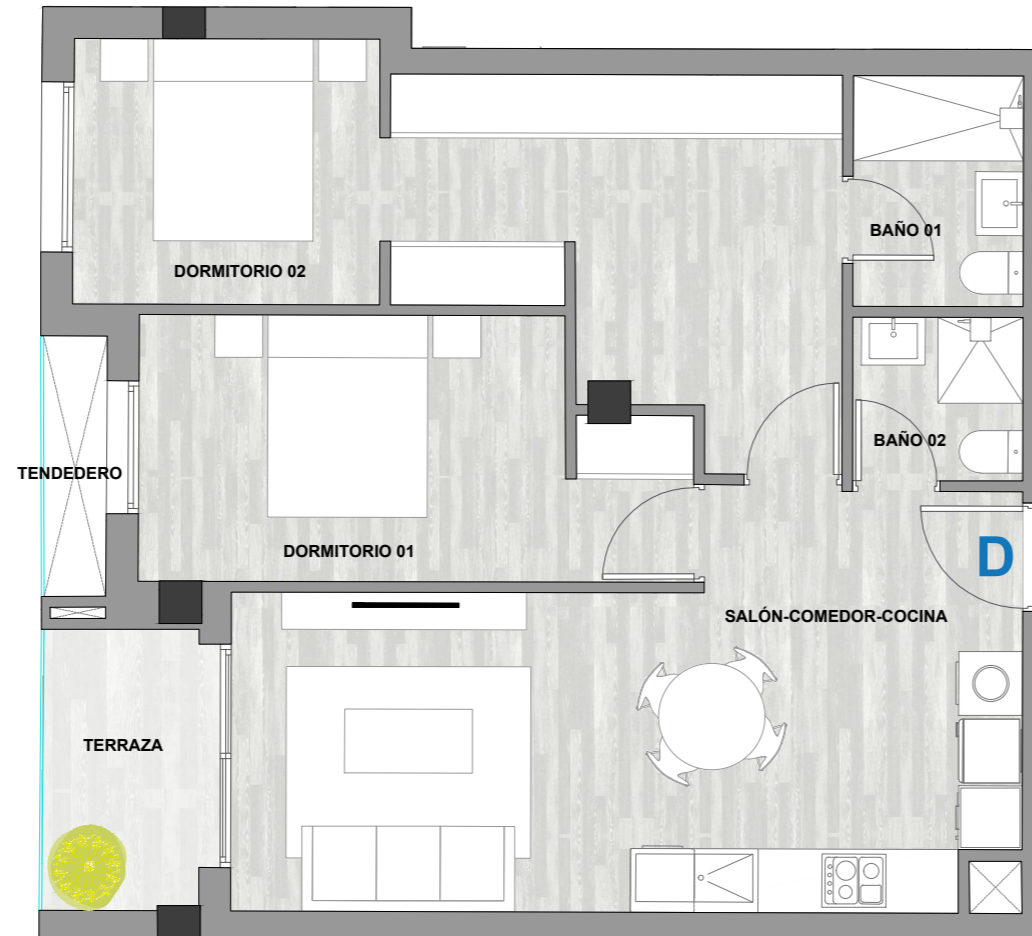 BAÑO 01
DORMITORIO 02
BAÑO 02
TENDEDERO
DORMITORIO 01
D
SALÓN-COMEDOR-COCINA
TERRAZA